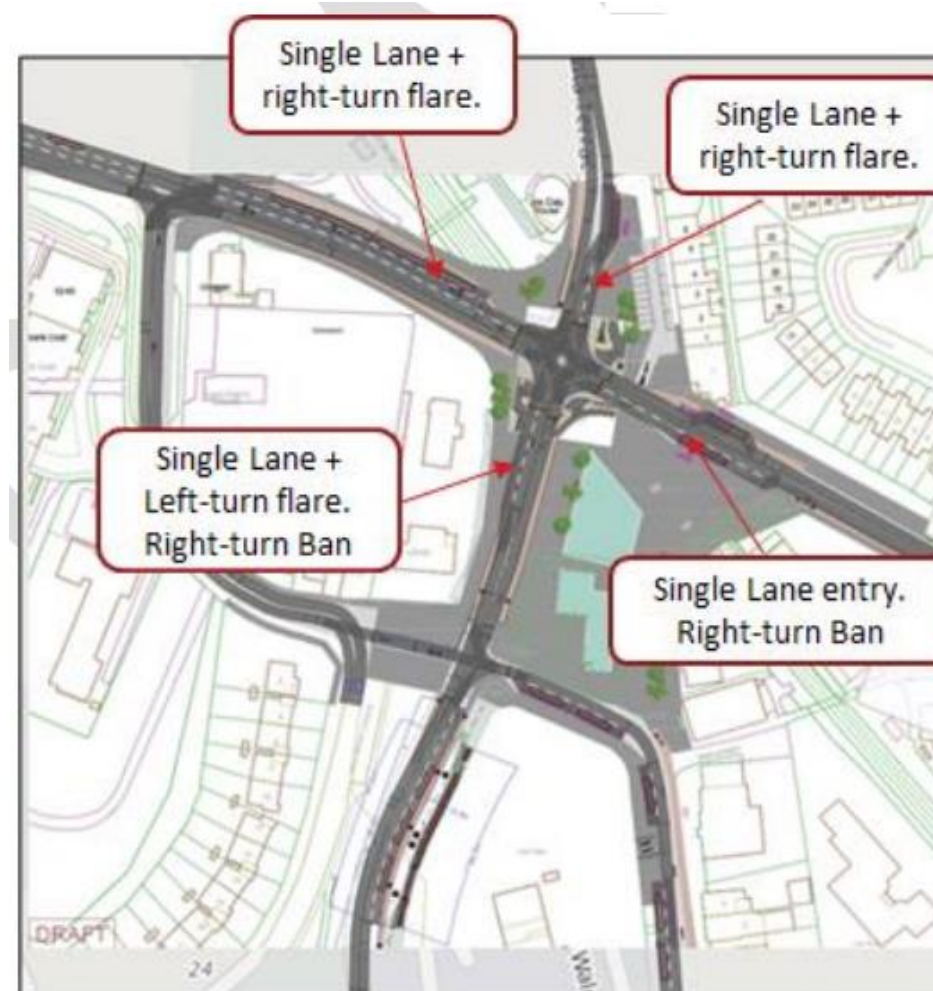 Single Lane +
right-turn flare.
Single Lane +
right-turn flare.
Single Lane +
Left-turn flare.
Right-turn Ban
Single Lane entry.
Right-turn Ban
DRAFT
24
Wal